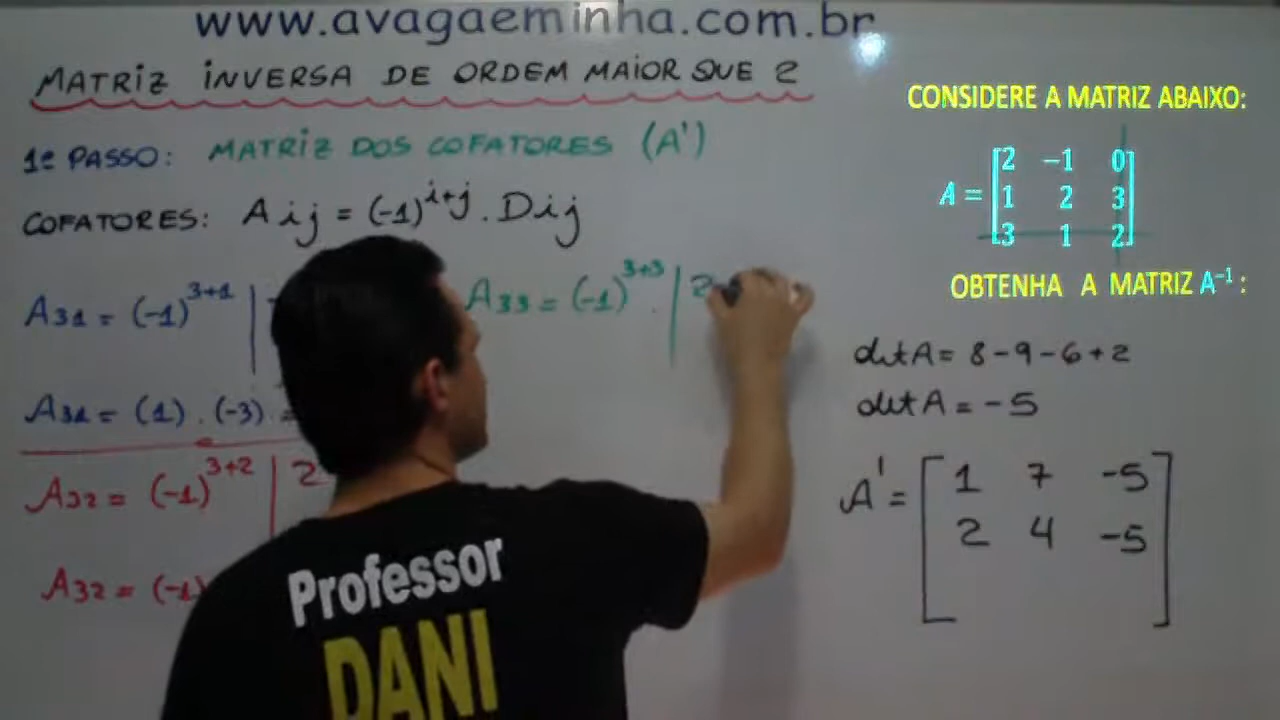 www.avagaeminha.com.br
MATRIZ INVERSA DE ORDEM MAIOR QUE 2
1º PASSO: MATRIZ DOS COFATORES (A')
COFATORES: Aij = (-1)^i+j . Dij
A31 = (-1)^3+1 |
A31 = (1) . (-3) =
A32 = (-1)^3+2 | 2
A32 = (-1)
A33 = (-1)^3+3 . | 2
Professor
DANI
CONSIDERE A MATRIZ ABAIXO:
2 −1 0
A = 1 2 3
3 1 2
OBTENHA A MATRIZ A⁻¹ :
det A = 8 - 9 - 6 + 2
det A = - 5
A' = [ 1 7 -5 ]
2 4 -5